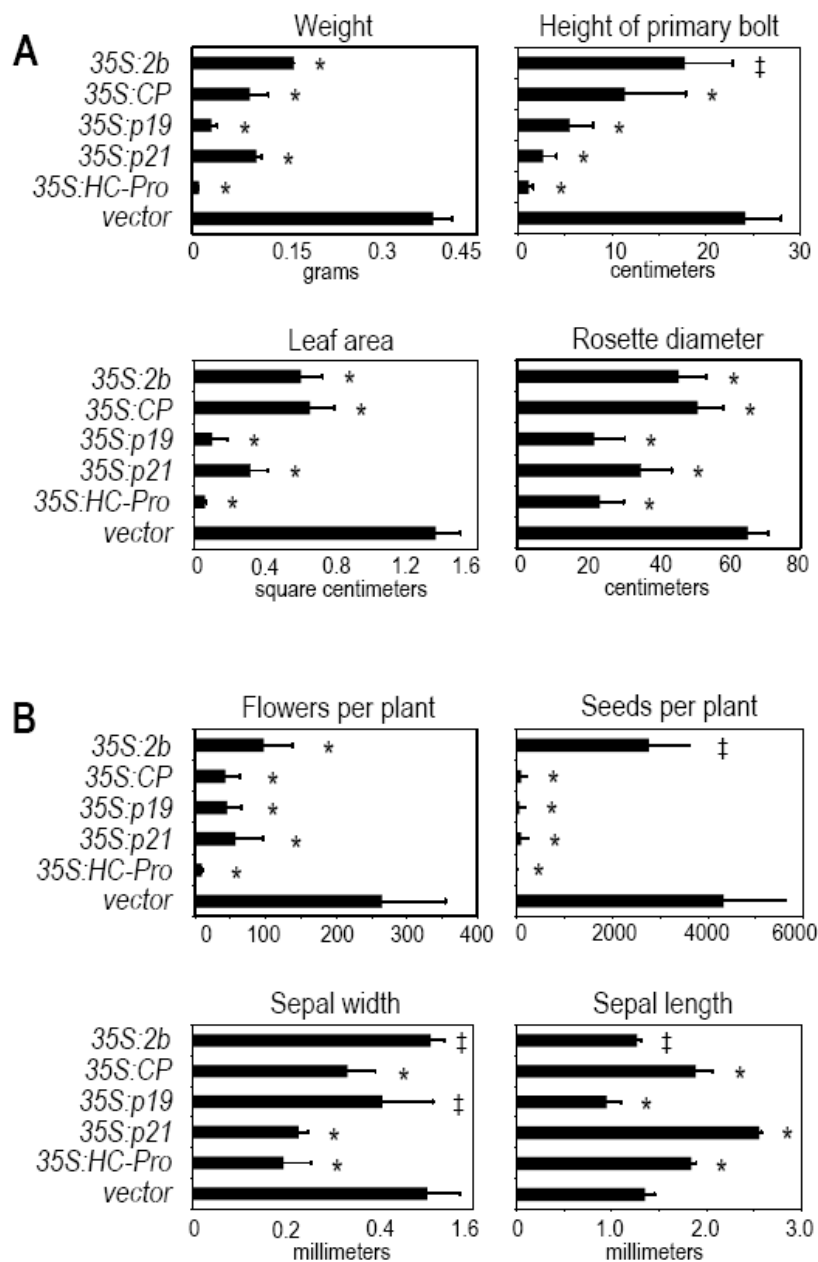 A
Weight
Height of primary bolt
35S:2b
35S:CP
35S:p19
35S:p21
35S:HC-Pro
vector
*
*
*
*
*
‡
*
*
*
*
0 0.15 0.3 0.45
grams
0 10 20 30
centimeters
Leaf area
Rosette diameter
35S:2b
35S:CP
35S:p19
35S:p21
35S:HC-Pro
vector
*
*
*
*
*
*
*
*
*
*
0 0.4 0.8 1.2 1.6
square centimeters
0 20 40 60 80
centimeters
B
Flowers per plant
Seeds per plant
35S:2b
35S:CP
35S:p19
35S:p21
35S:HC-Pro
vector
*
*
*
*
*
‡
*
*
*
*
0 100 200 300 400
0 2000 4000 6000
Sepal width
Sepal length
35S:2b
35S:CP
35S:p19
35S:p21
35S:HC-Pro
vector
‡
*
‡
*
*
‡
*
*
*
*
0 0.2 0.4 1.6
millimeters
0 1.0 2.0 3.0
millimeters